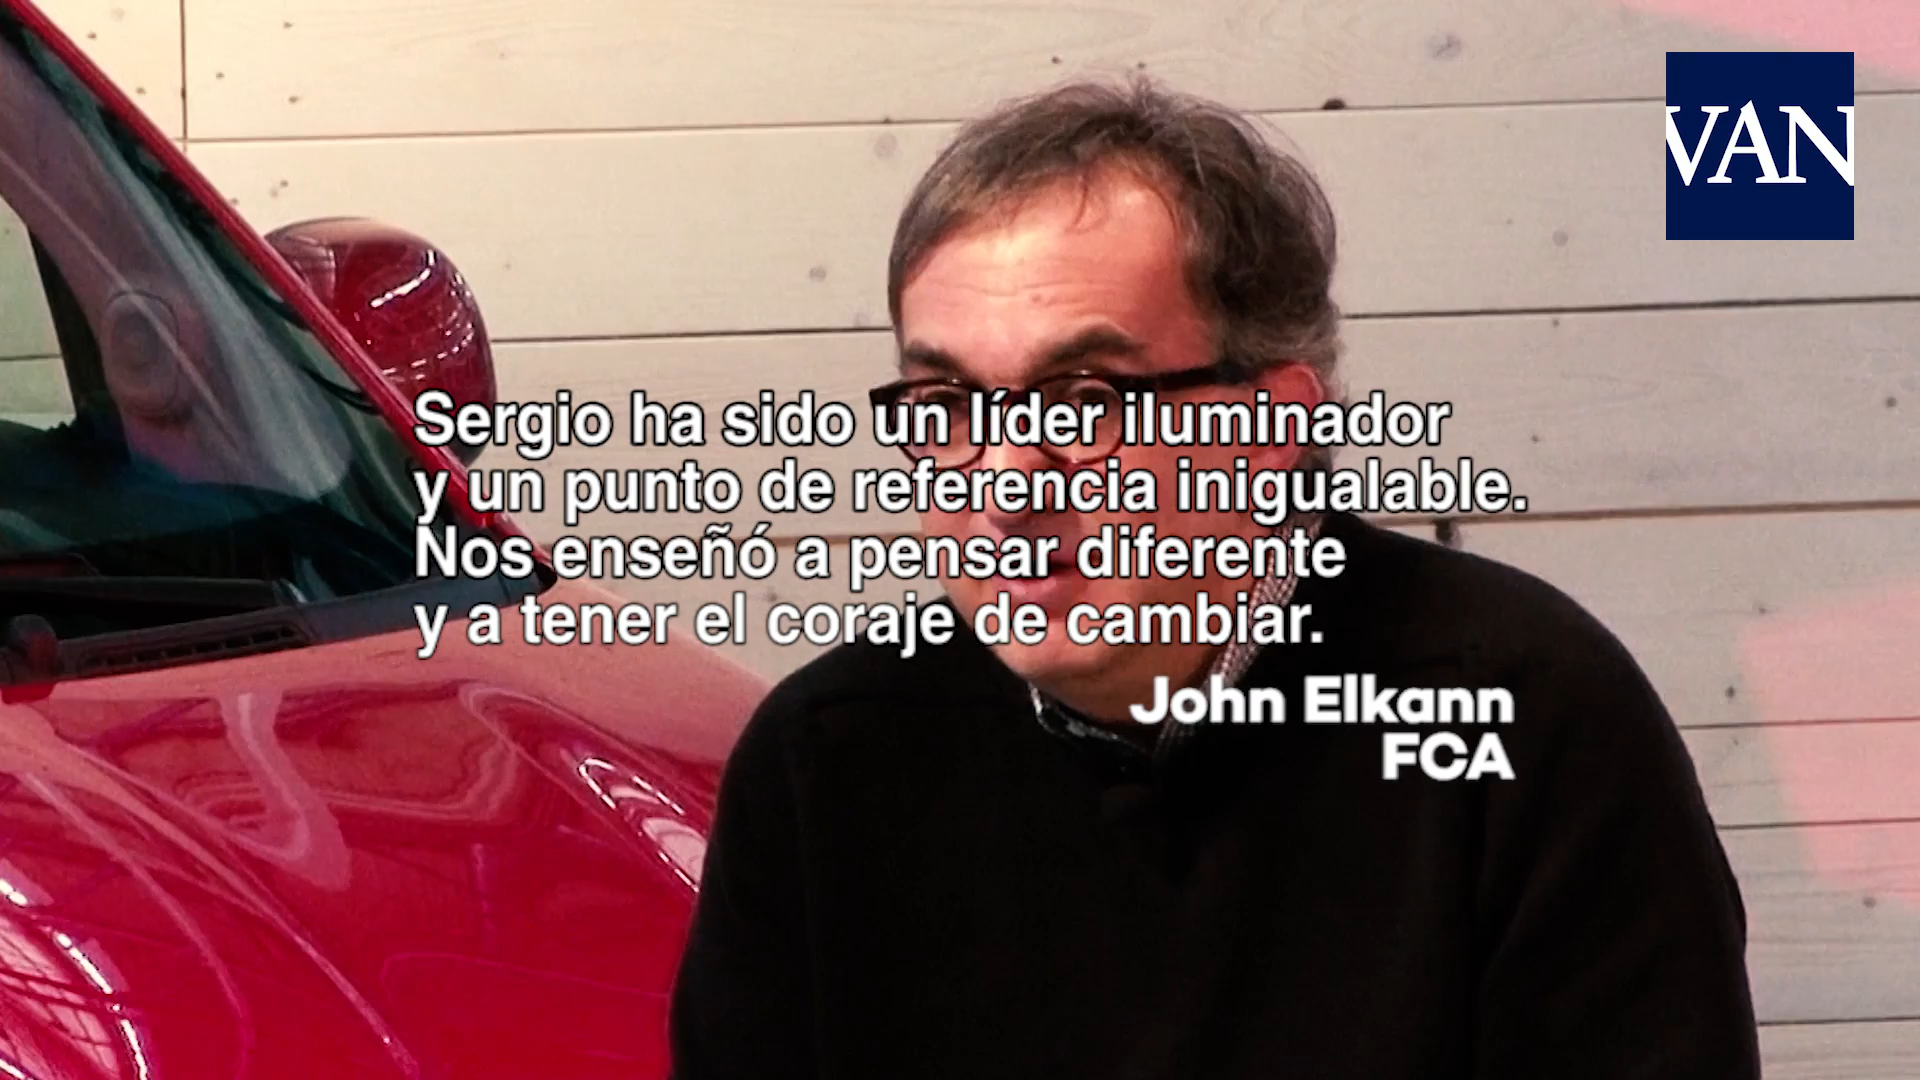 VAN
Sergio ha sido un líder iluminador
y un punto de referencia inigualable.
Nos enseñó a pensar diferente
y a tener el coraje de cambiar.
John Elkann
FCA